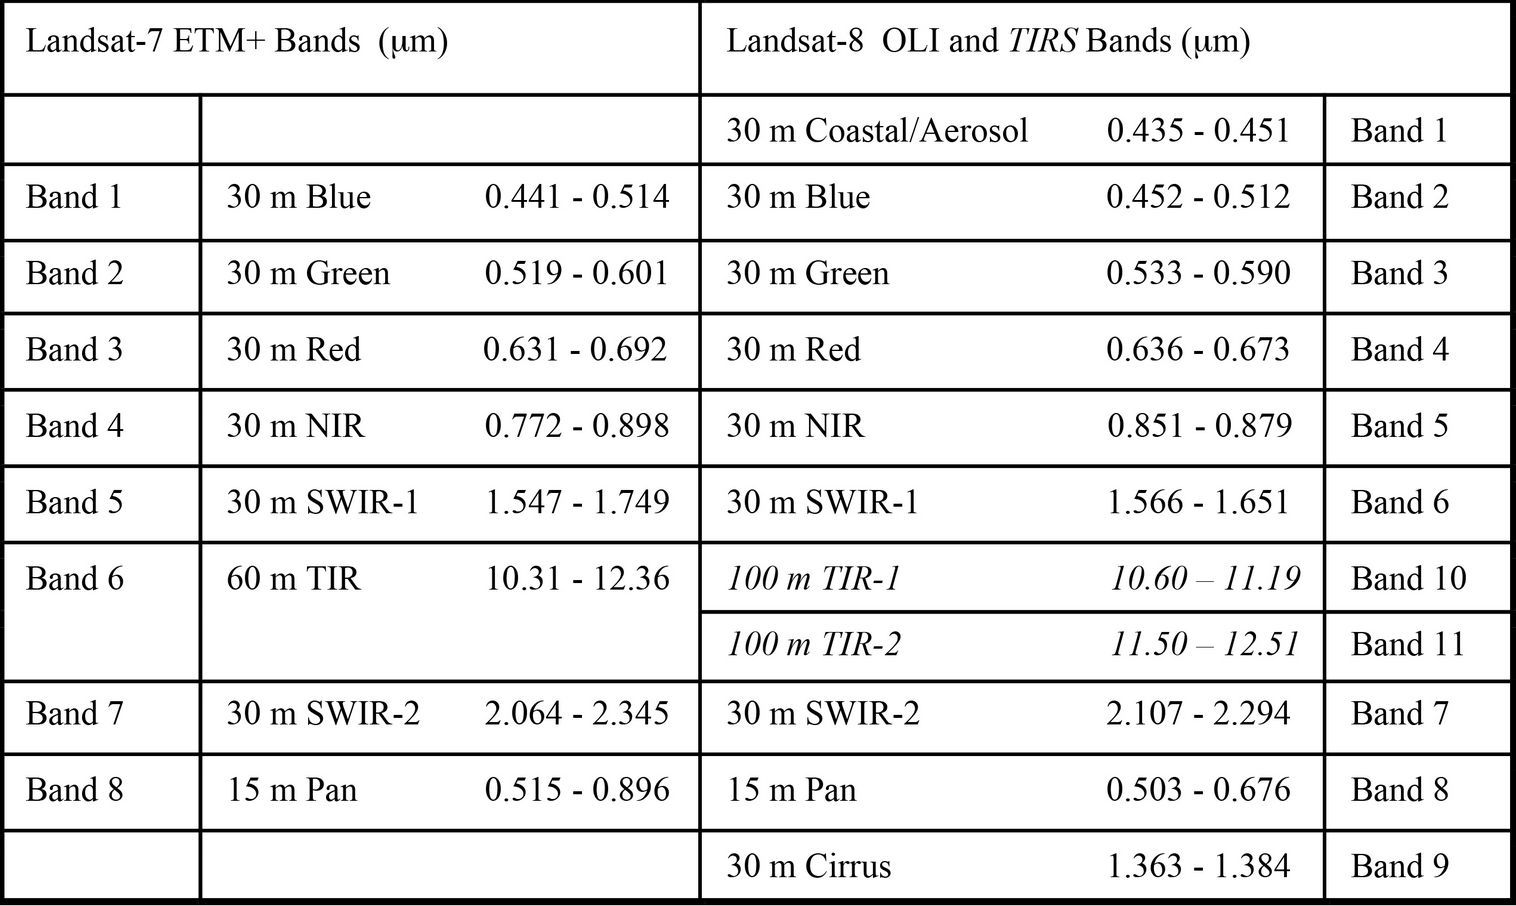 Landsat-7 ETM+ Bands (μm) Landsat-8 OLI and TIRS Bands (μm)
30 m Coastal/Aerosol 0.435 - 0.451 Band 1
Band 1 30 m Blue 0.441 - 0.514 30 m Blue 0.452 - 0.512 Band 2
Band 2 30 m Green 0.519 - 0.601 30 m Green 0.533 - 0.590 Band 3
Band 3 30 m Red 0.631 - 0.692 30 m Red 0.636 - 0.673 Band 4
Band 4 30 m NIR 0.772 - 0.898 30 m NIR 0.851 - 0.879 Band 5
Band 5 30 m SWIR-1 1.547 - 1.749 30 m SWIR-1 1.566 - 1.651 Band 6
Band 6 60 m TIR 10.31 - 12.36 100 m TIR-1 10.60 – 11.19 Band 10
100 m TIR-2 11.50 – 12.51 Band 11
Band 7 30 m SWIR-2 2.064 - 2.345 30 m SWIR-2 2.107 - 2.294 Band 7
Band 8 15 m Pan 0.515 - 0.896 15 m Pan 0.503 - 0.676 Band 8
30 m Cirrus 1.363 - 1.384 Band 9